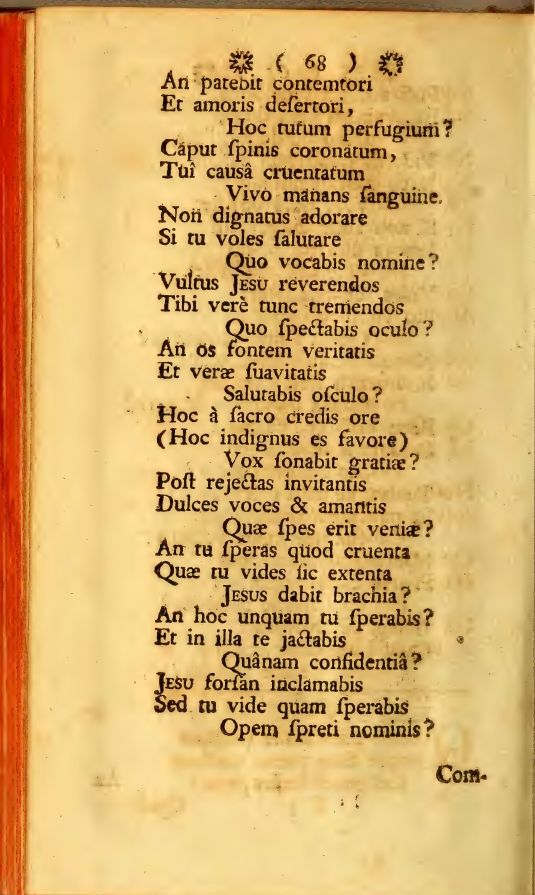 ( 68 )
An patebit contemtori
Et amoris deſertori,
Hoc tutum perfugium?
Caput ſpinis coronatum,
Tuî causâ cruentatum
Vivo manans ſanguine.
Non dignatus adorare
Si tu voles ſalutare
Quo vocabis nomine?
Vultus JESU reverendos
Tibi verè tunc tremendos
Quo ſpectabis oculo?
An os fontem veritatis
Et veræ ſuavitatis
Salutabis oſculo?
Hoc à ſacro credis ore
(Hoc indignus es favore)
Vox ſonabit gratiæ?
Poſt rejectas invitantis
Dulces voces & amantis
Quæ ſpes erit veniæ?
An tu ſperas quod cruenta
Quæ tu vides ſic extenta
JESUS dabit brachia?
An hoc unquam tu ſperabis?
Et in illa te jactabis
Quânam confidentiâ?
JESU forſan inclamabis
Sed tu vide quam ſperabis
Opem ſpreti nominis?
Com-